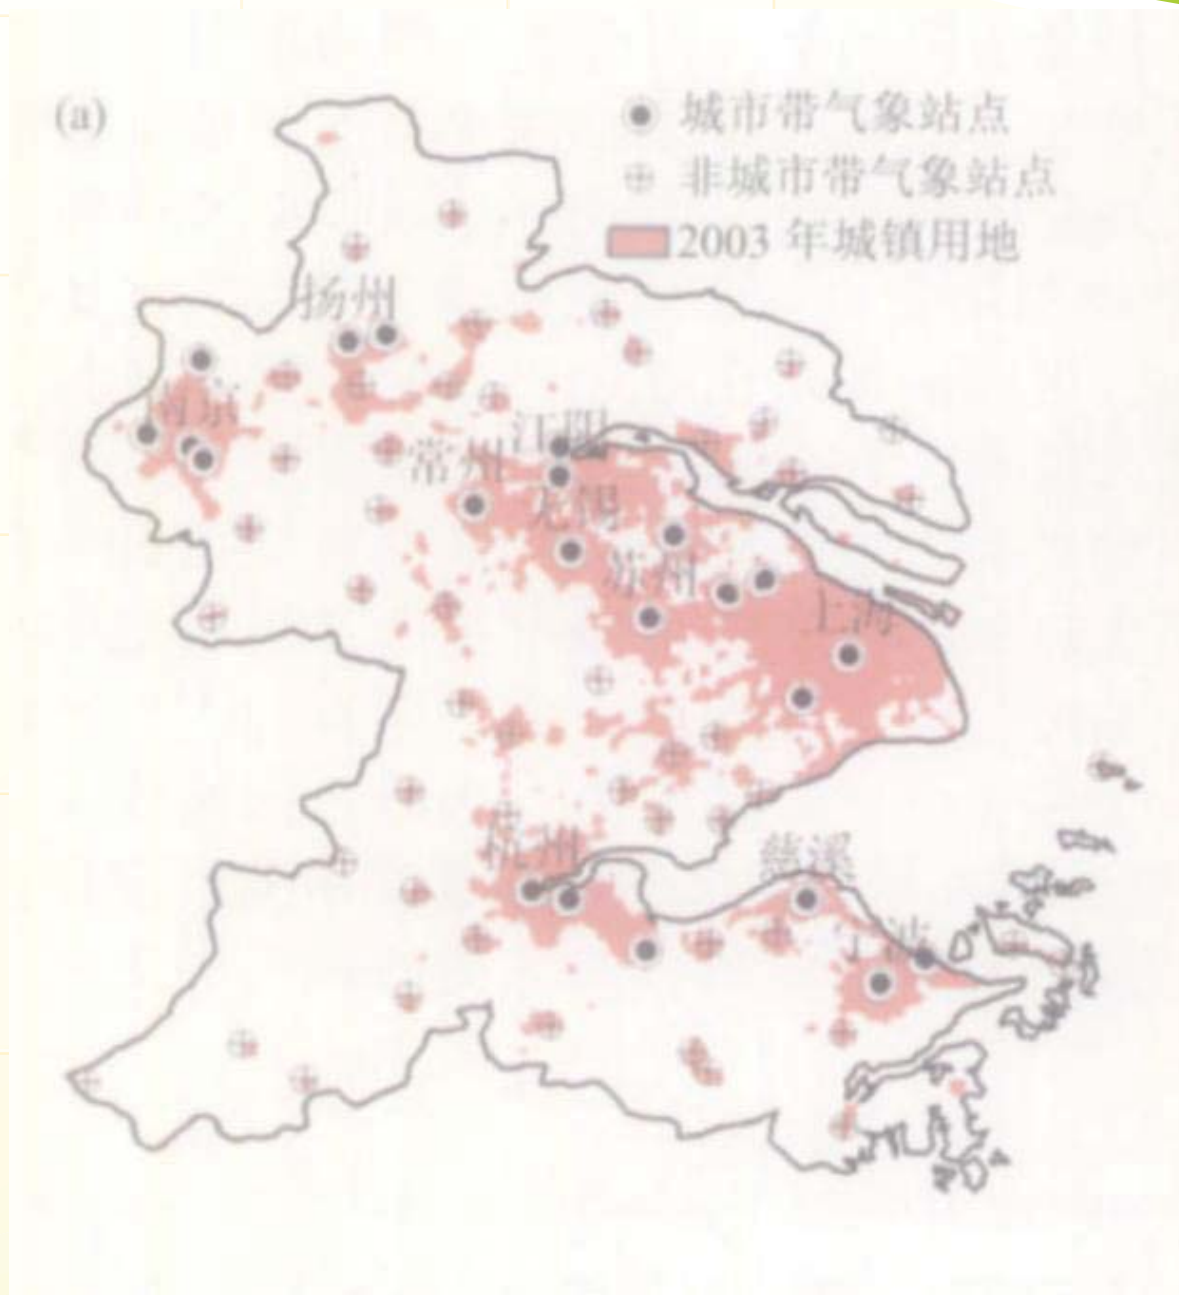 (a)
城市带气象站点
非城市带气象站点
2003 年城镇用地
扬州
南京
江阴
常州
无锡
苏州
上海
杭州
慈溪
宁波